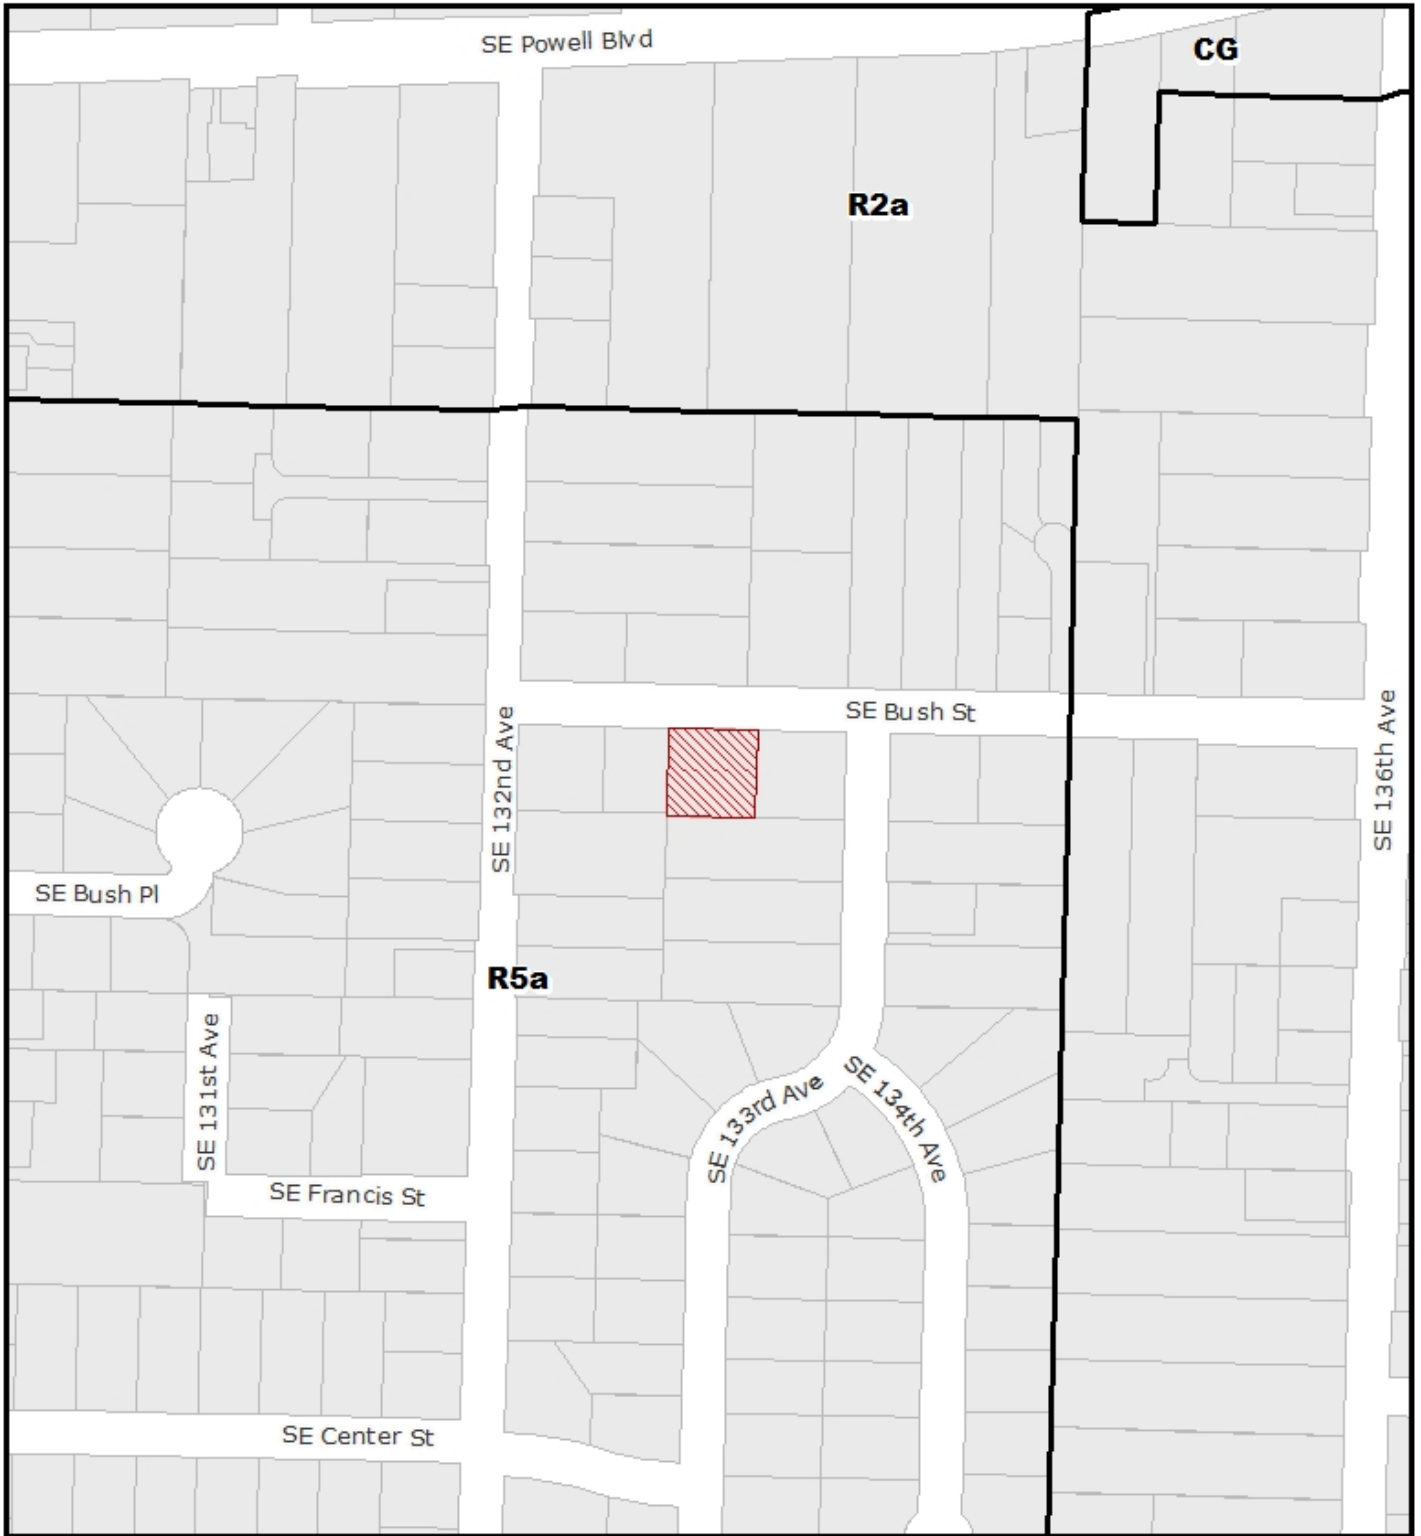 SE Powell Blvd
CG
R2a
SE Bush St
SE 132nd Ave
SE 136th Ave
SE Bush Pl
R5a
SE 131st Ave
SE 133rd Ave
SE 134th Ave
SE Francis St
SE Center St